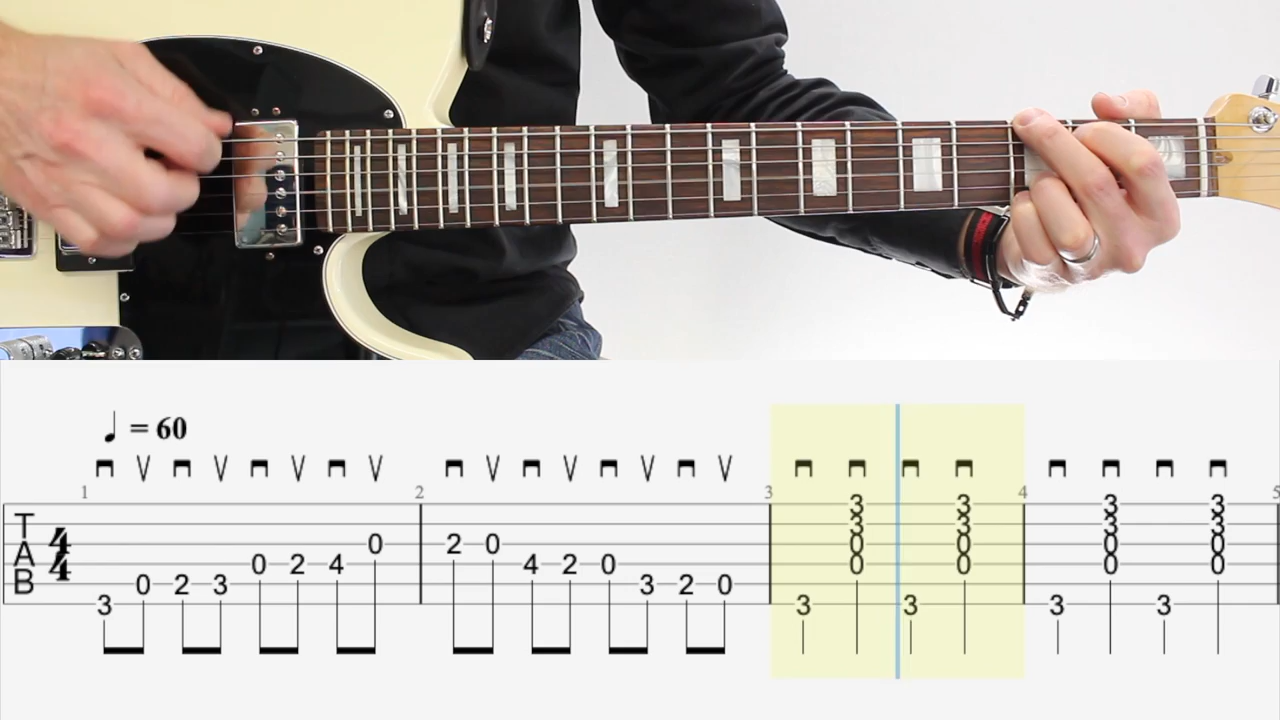 ♩ = 60
1 2 3 4 5
T 4
A 4
B
3 0 2 3 0 2 4 0
2 0 4 2 0 3 2 0
3 3 3 0 0 3 3 3 0 0
3 3 3 0 0 3 3 3 0 0